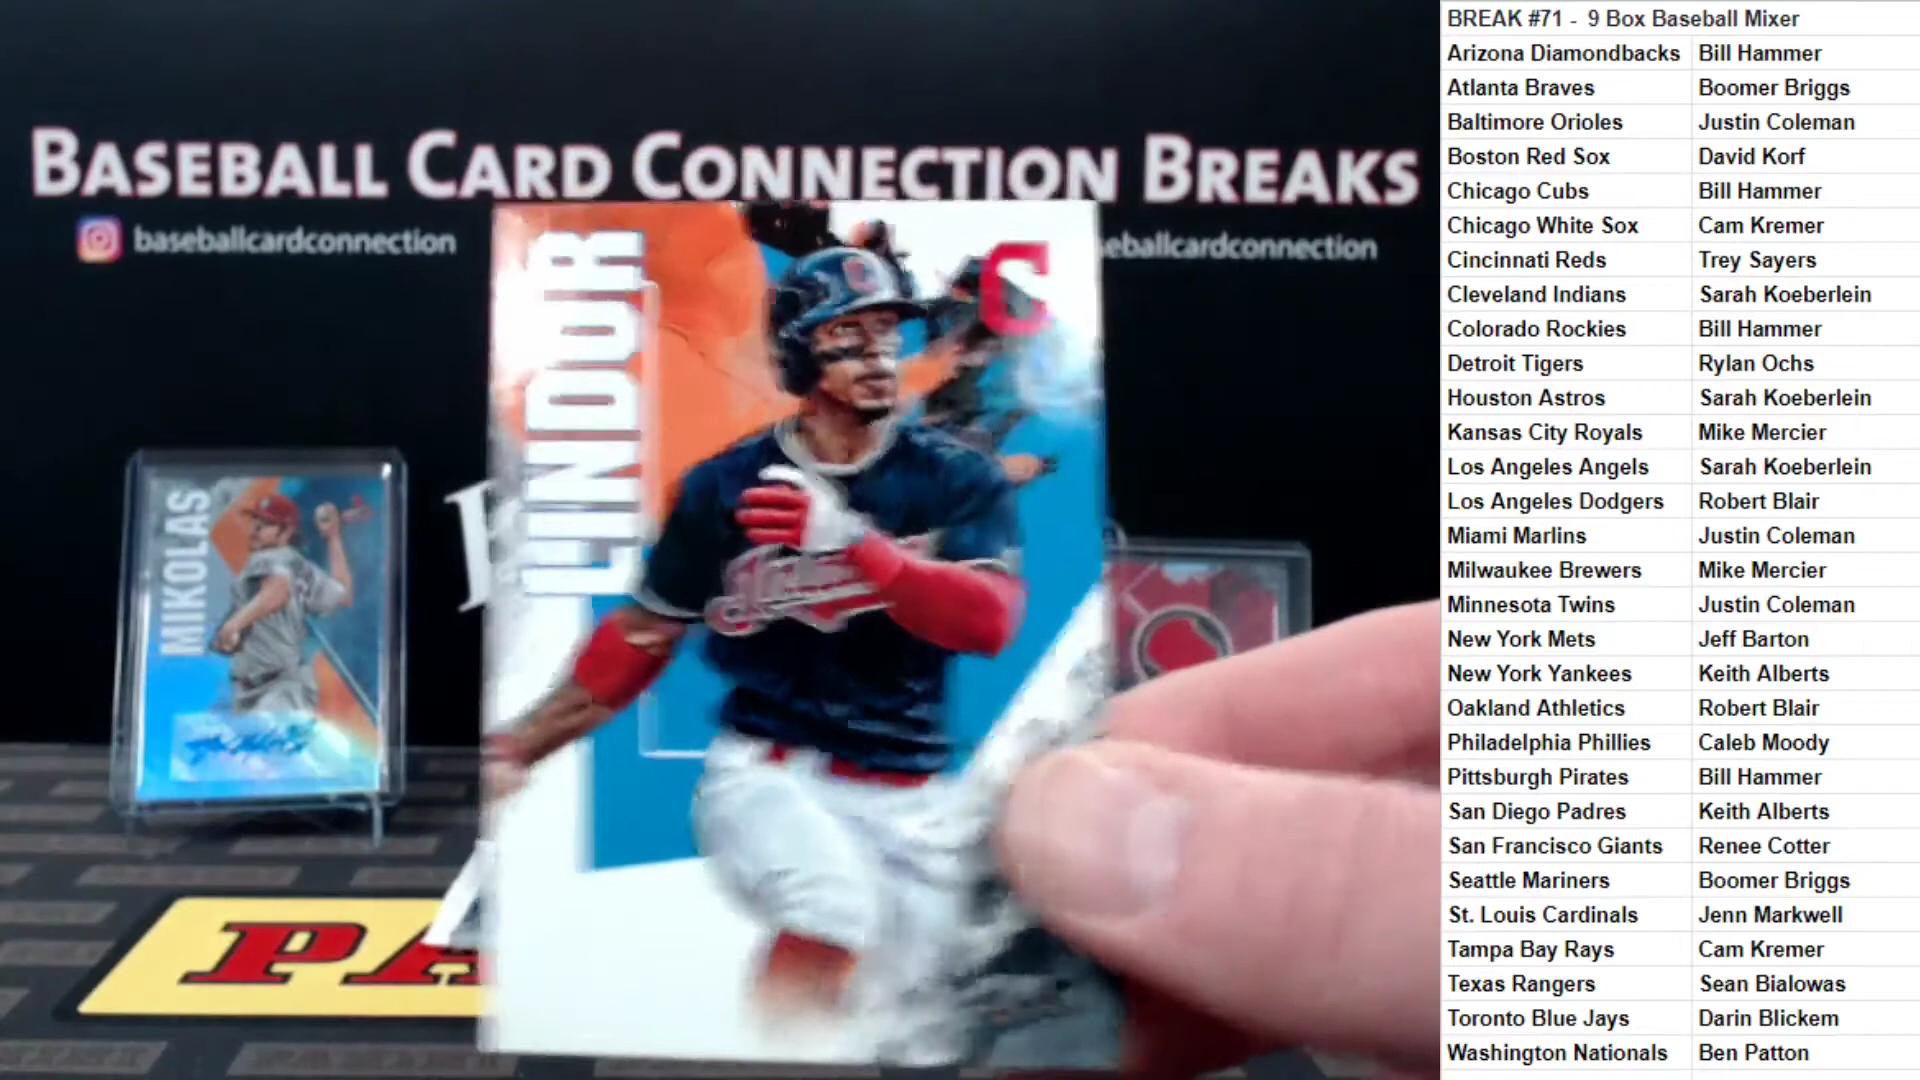 BASEBALL CARD CONNECTION BREAKS
baseballcardconnection
eballcardconnection
LINDOR
C
Indians
MIKOLAS
PA
BREAK #71 - 9 Box Baseball Mixer
Arizona Diamondbacks Bill Hammer
Atlanta Braves Boomer Briggs
Baltimore Orioles Justin Coleman
Boston Red Sox David Korf
Chicago Cubs Bill Hammer
Chicago White Sox Cam Kremer
Cincinnati Reds Trey Sayers
Cleveland Indians Sarah Koeberlein
Colorado Rockies Bill Hammer
Detroit Tigers Rylan Ochs
Houston Astros Sarah Koeberlein
Kansas City Royals Mike Mercier
Los Angeles Angels Sarah Koeberlein
Los Angeles Dodgers Robert Blair
Miami Marlins Justin Coleman
Milwaukee Brewers Mike Mercier
Minnesota Twins Justin Coleman
New York Mets Jeff Barton
New York Yankees Keith Alberts
Oakland Athletics Robert Blair
Philadelphia Phillies Caleb Moody
Pittsburgh Pirates Bill Hammer
San Diego Padres Keith Alberts
San Francisco Giants Renee Cotter
Seattle Mariners Boomer Briggs
St. Louis Cardinals Jenn Markwell
Tampa Bay Rays Cam Kremer
Texas Rangers Sean Bialowas
Toronto Blue Jays Darin Blickem
Washington Nationals Ben Patton